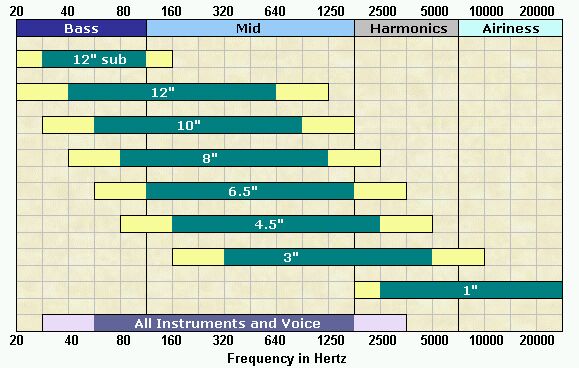 20 40 80 160 320 640 1250 2500 5000 10000 20000
Bass Mid Harmonics Airiness
12" sub
12"
10"
8"
6.5"
4.5"
3"
1"
All Instruments and Voice
20 40 80 160 320 640 1250 2500 5000 10000 20000
Frequency in Hertz